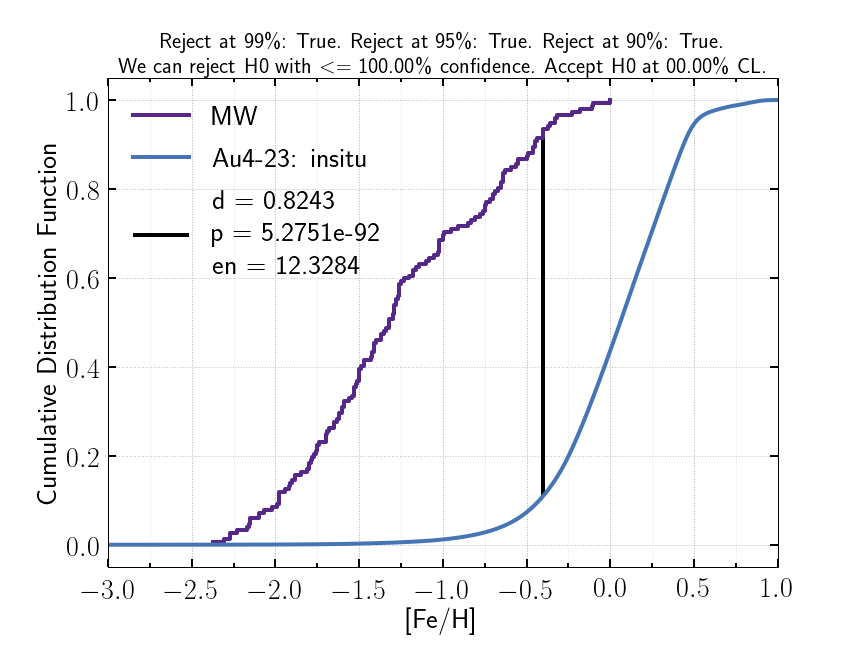 Reject at 99%: True. Reject at 95%: True. Reject at 90%: True.
We can reject H0 with <= 100.00% confidence. Accept H0 at 00.00% CL.
1.0
0.8
0.6
0.4
0.2
0.0
Cumulative Distribution Function
MW
Au4-23: insitu
d = 0.8243
p = 5.2751e-92
en = 12.3284
−3.0 −2.5 −2.0 −1.5 −1.0 −0.5 0.0 0.5 1.0
[Fe/H]